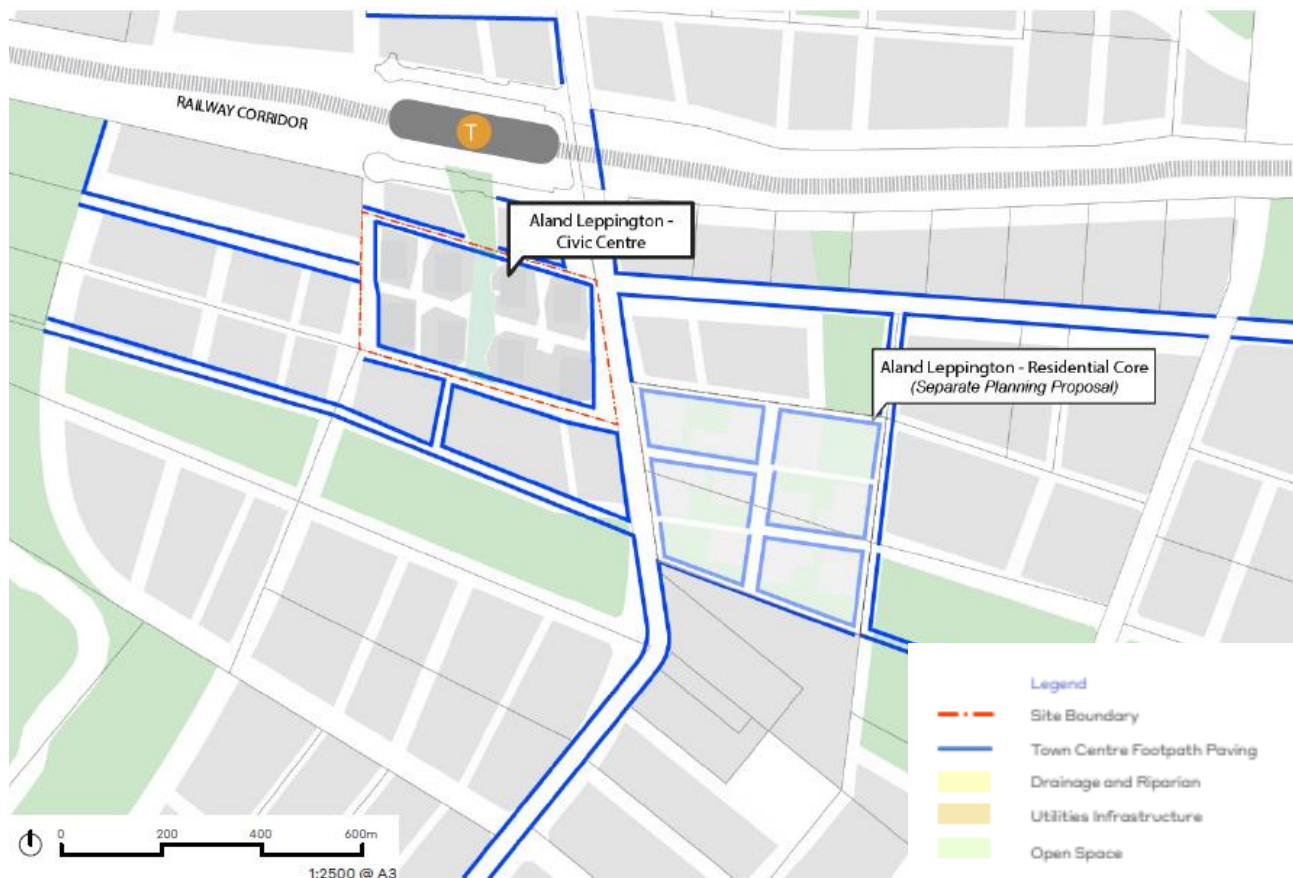 RAILWAY CORRIDOR
T
Aland Leppington -
Civic Centre
Aland Leppington - Residential Core
(Separate Planning Proposal)
Legend
Site Boundary
Town Centre Footpath Paving
Drainage and Riparian
Utilities Infrastructure
Open Space
0 200 400 600m
1:2500 @ A3